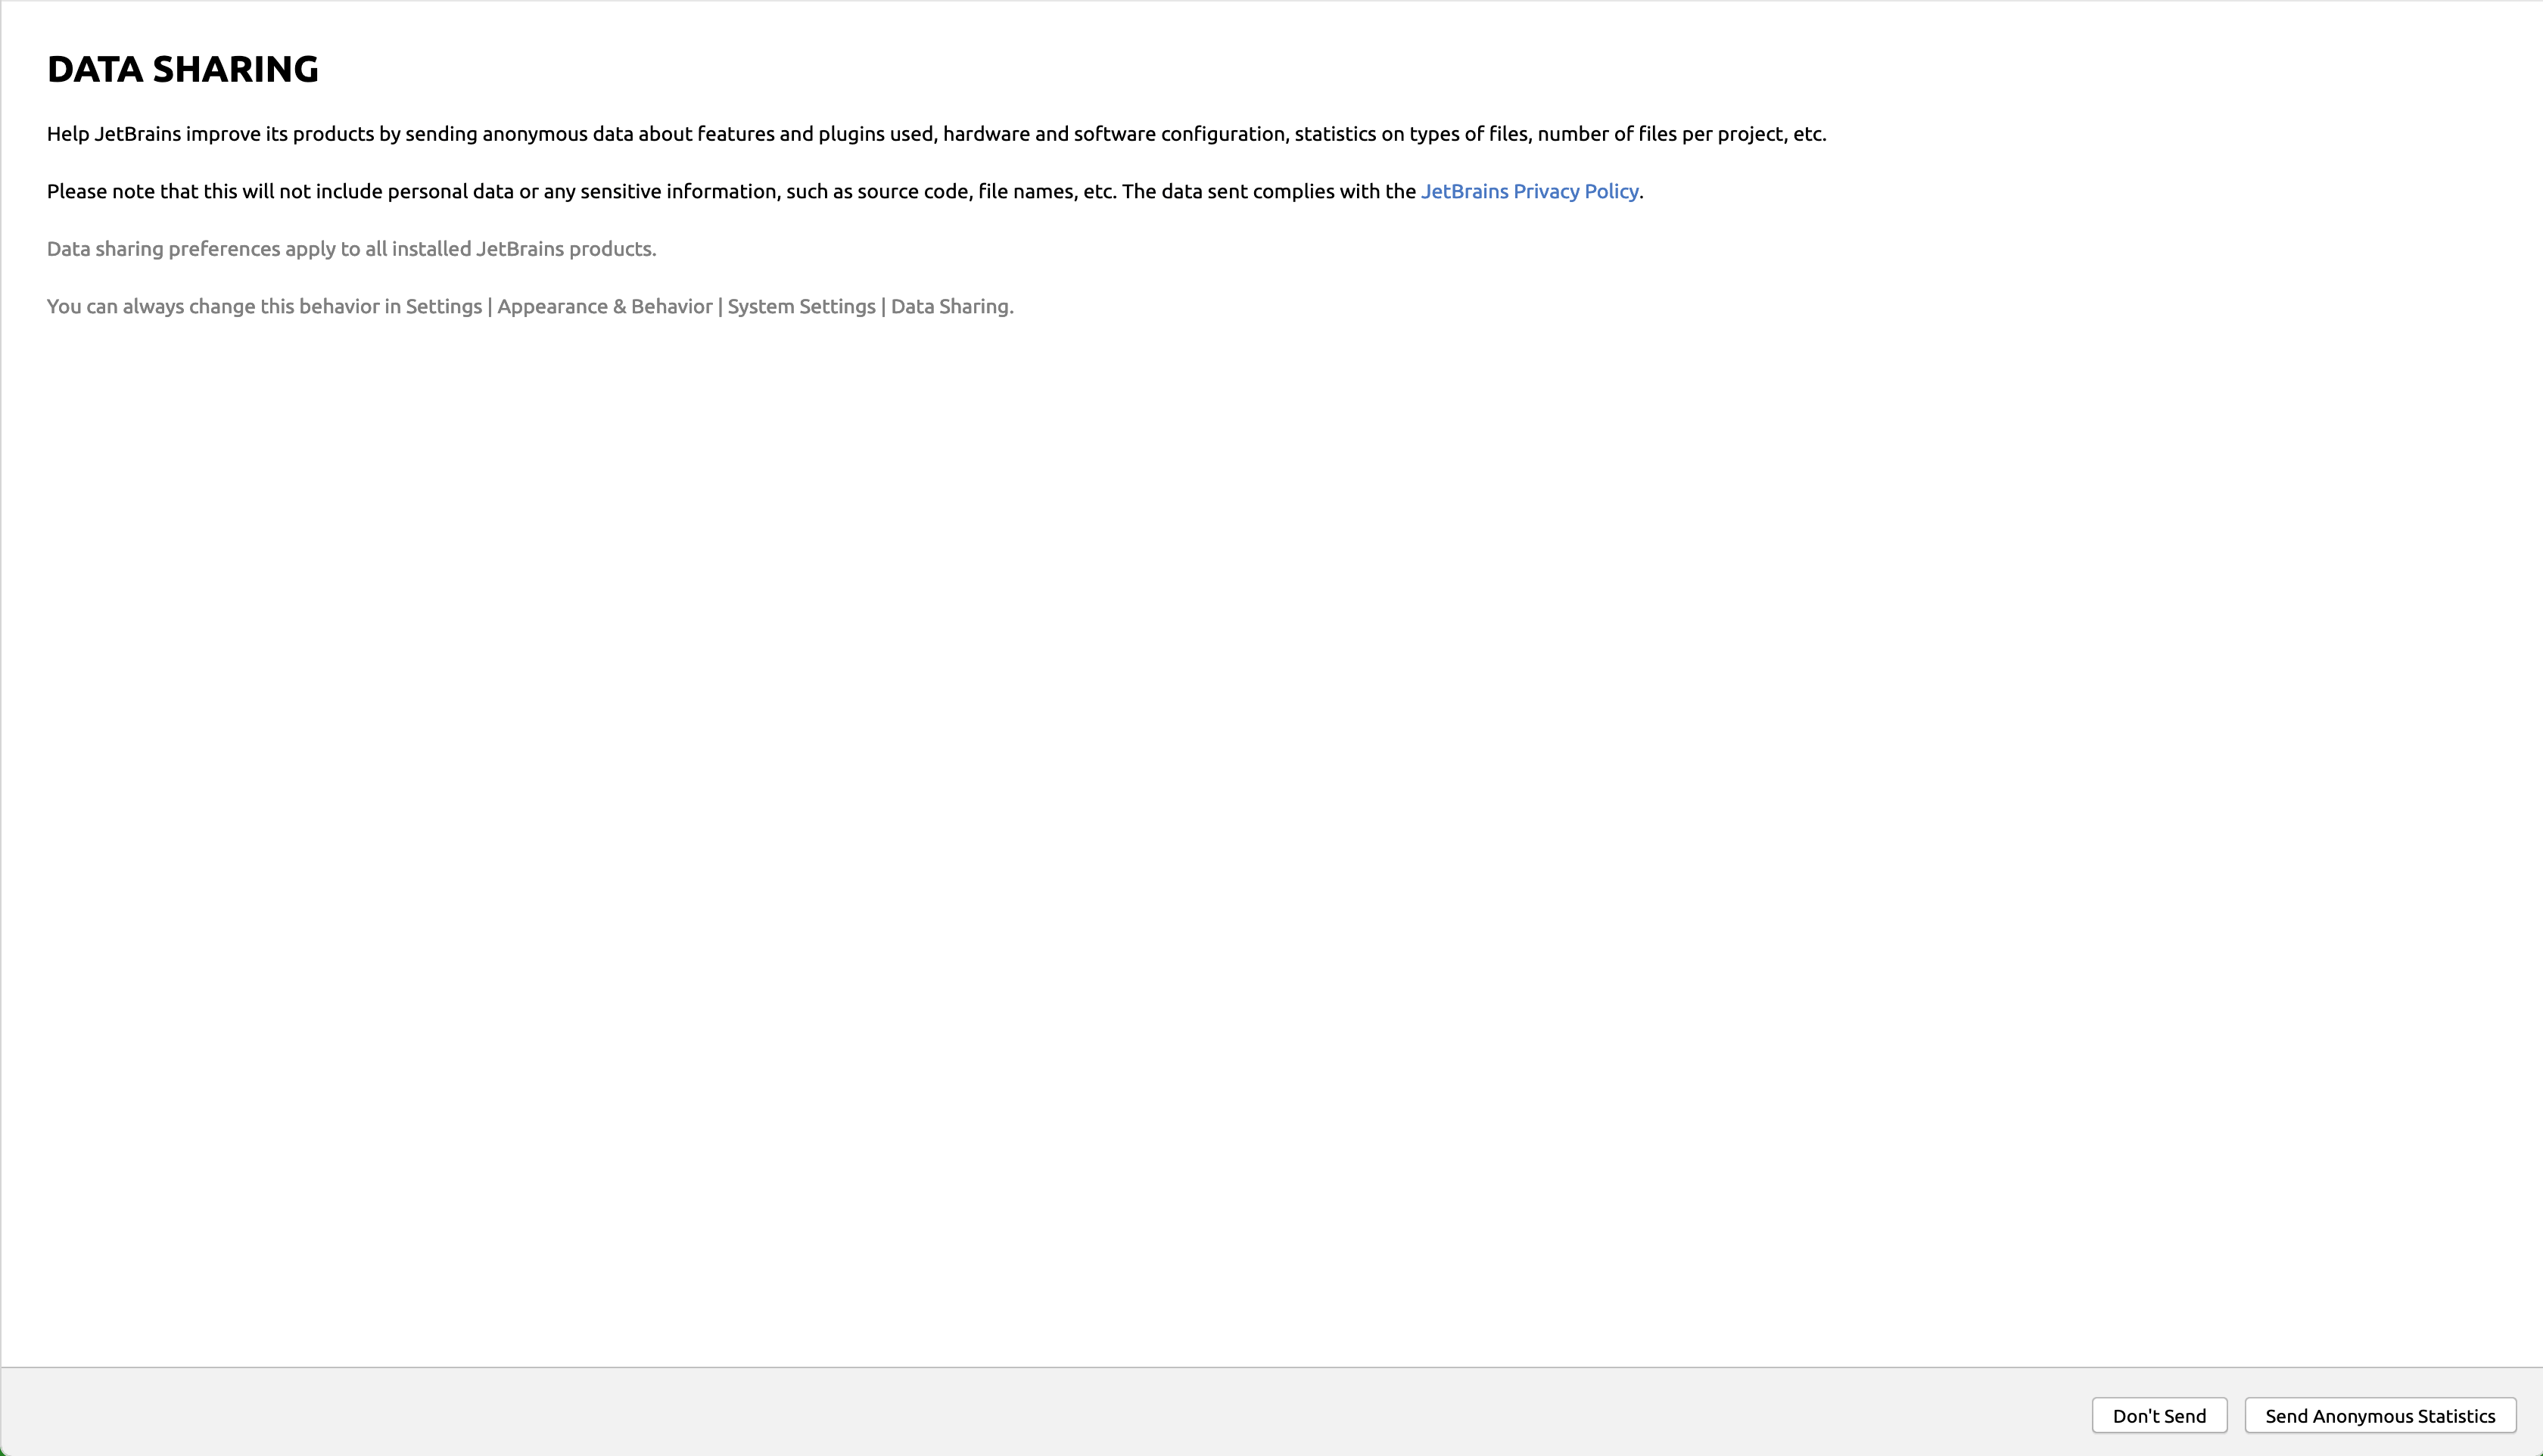 DATA SHARING
Help JetBrains improve its products by sending anonymous data about features and plugins used, hardware and software configuration, statistics on types of files, number of files per project, etc.
Please note that this will not include personal data or any sensitive information, such as source code, file names, etc. The data sent complies with the JetBrains Privacy Policy.
Data sharing preferences apply to all installed JetBrains products.
You can always change this behavior in Settings | Appearance & Behavior | System Settings | Data Sharing.
Don't Send
Send Anonymous Statistics